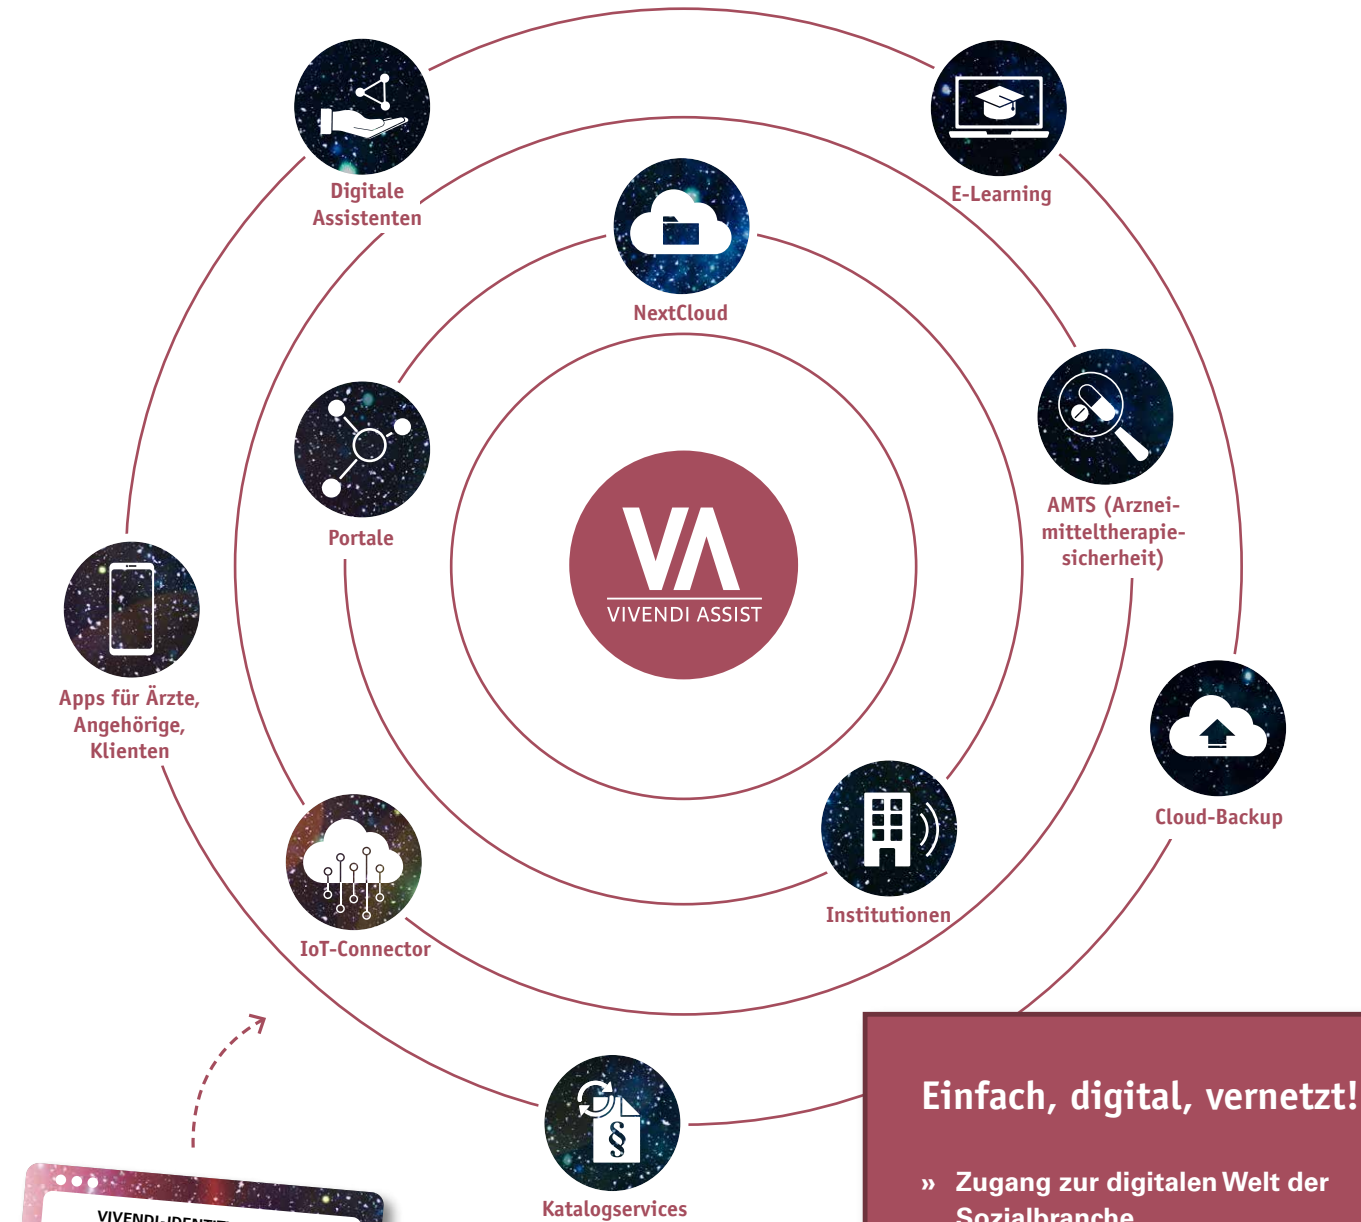 Digitale
Assistenten
E-Learning
NextCloud
Portale
AMTS (Arznei-
mitteltherapie-
sicherheit)
VA
VIVENDI ASSIST
Apps für Ärzte,
Angehörige,
Klienten
Cloud-Backup
Institutionen
IoT-Connector
§
Katalogservices
Einfach, digital, vernetzt!
» Zugang zur digitalen Welt der
Sozialbranche